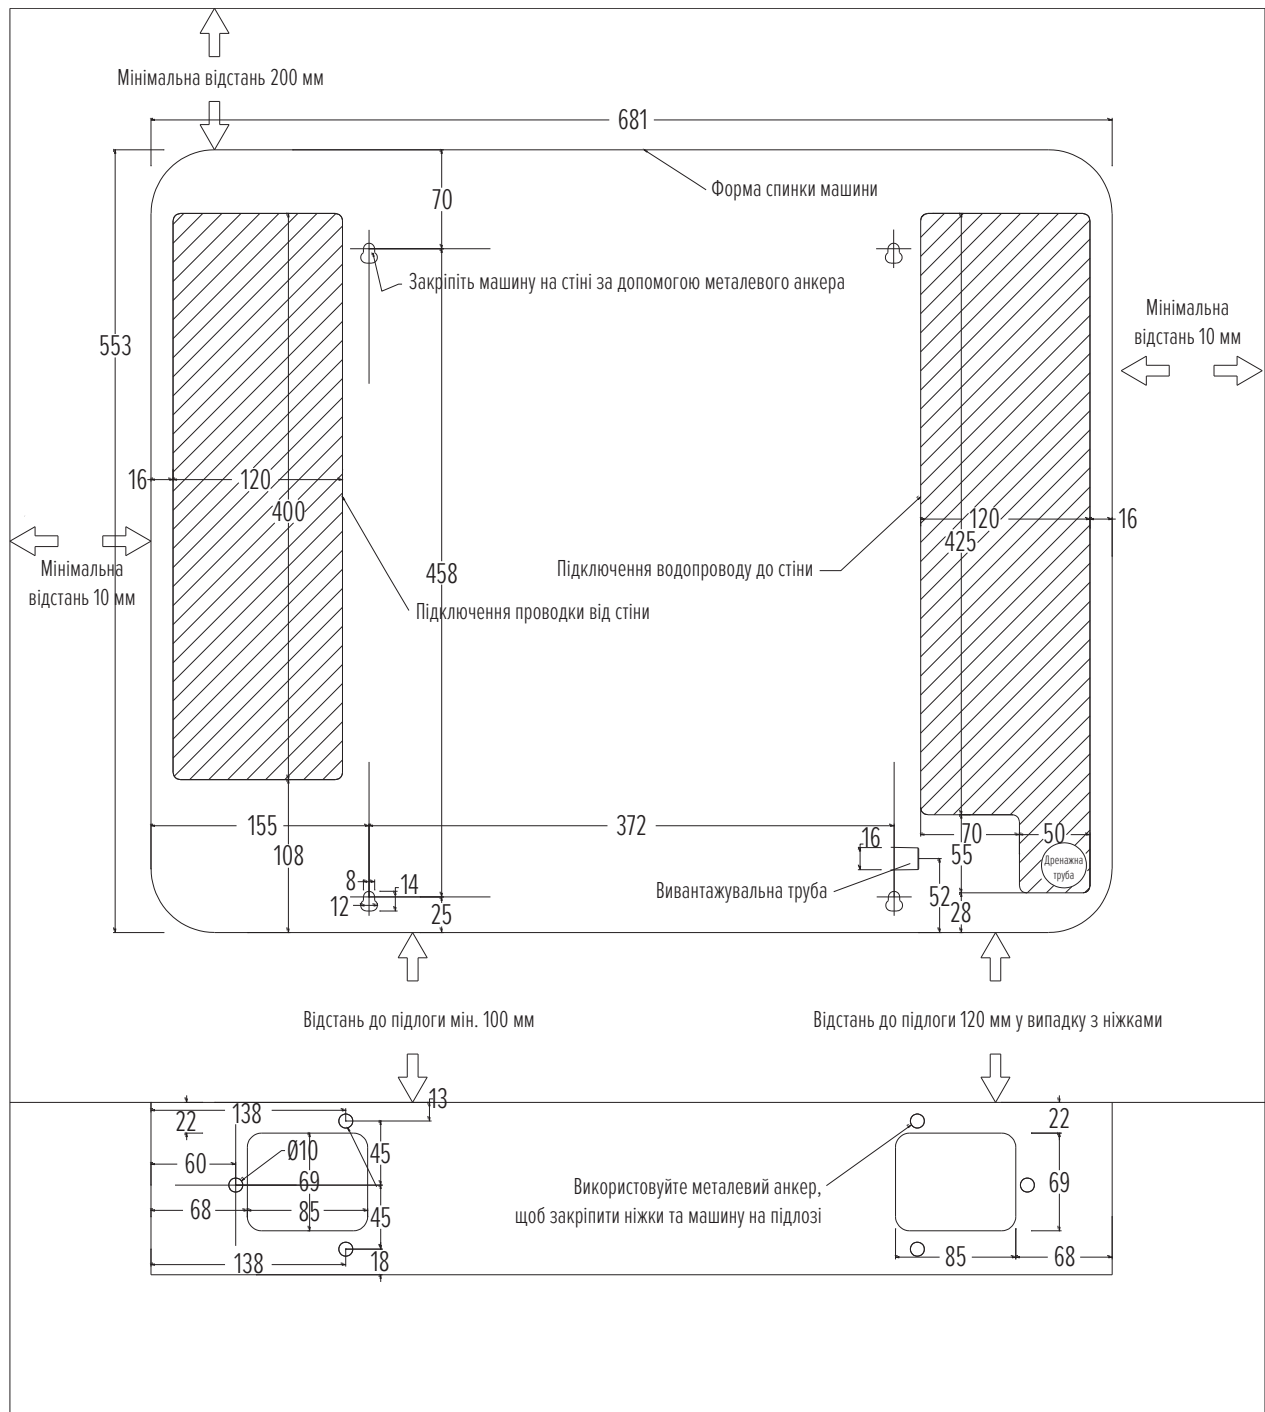 Мінімальна відстань 200 мм
681
70
Форма спинки машини
Закріпіть машину на стіні за допомогою металевого анкера
Мінімальна
відстань 10 мм
553
16
120
400
120
16
425
458
Підключення водопроводу до стіни
Мінімальна
відстань 10 мм
Підключення проводки від стіни
155
372
108
16
70
50
55
Дренажна
труба
8
14
12
25
Вивантажувальна труба
52
28
Відстань до підлоги мін. 100 мм
Відстань до підлоги 120 мм у випадку з ніжками
13
138
22
22
Ø10
45
60
69
69
Використовуйте металевий анкер,
щоб закріпити ніжки та машину на підлозі
68
85
45
138
18
85
68